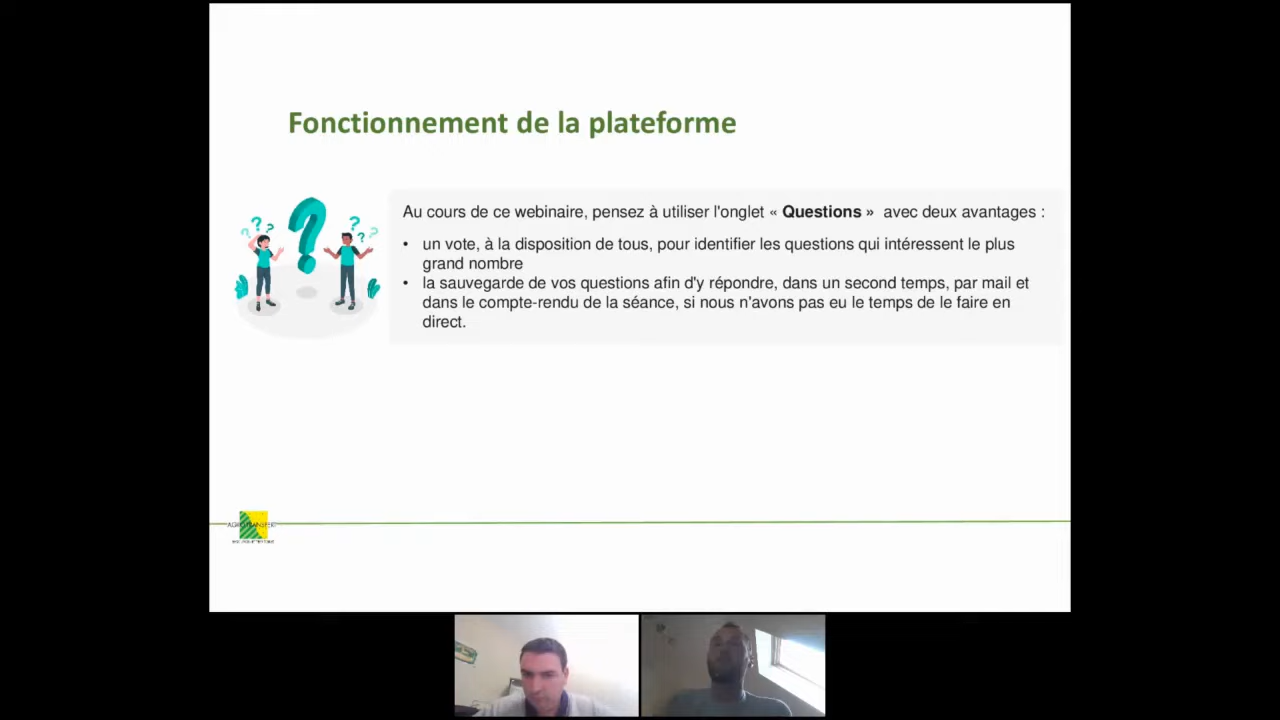 Fonctionnement de la plateforme
Au cours de ce webinaire, pensez à utiliser l'onglet « Questions » avec deux avantages :
• un vote, à la disposition de tous, pour identifier les questions qui intéressent le plus
grand nombre
• la sauvegarde de vos questions afin d'y répondre, dans un second temps, par mail et
dans le compte-rendu de la séance, si nous n'avons pas eu le temps de le faire en
direct.